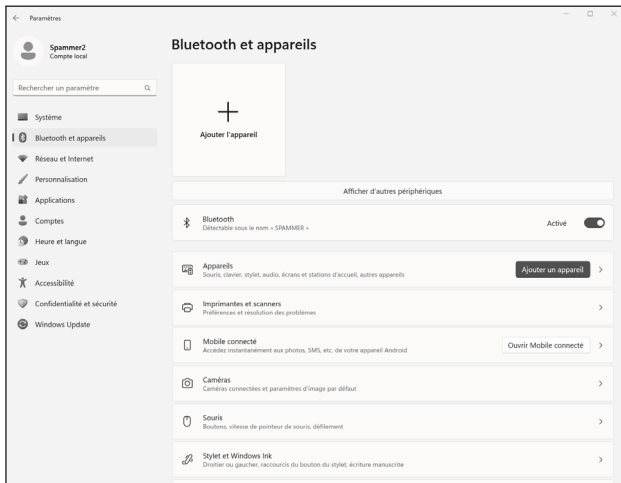 Paramètres
Spammer2
Compte local
Rechercher un paramètre
Système
Bluetooth et appareils
Réseau et Internet
Personnalisation
Applications
Comptes
Heure et langue
Jeux
Accessibilité
Confidentialité et sécurité
Windows Update
Bluetooth et appareils
Ajouter l'appareil
Afficher d'autres périphériques
Bluetooth
Détectable sous le nom « SPAMMER »
Activé
Appareils
Souris, clavier, stylet, audio, écrans et stations d'accueil, autres appareils
Ajouter un appareil
Imprimantes et scanners
Préférences et résolution des problèmes
Mobile connecté
Accédez instantanément aux photos, SMS, etc. de votre appareil Android
Ouvrir Mobile connecté
Caméras
Caméras connectées et paramètres d'image par défaut
Souris
Boutons, vitesse de pointeur de souris, défilement
Stylet et Windows Ink
Droitier ou gaucher, raccourcis du bouton du stylet, écriture manuscrite